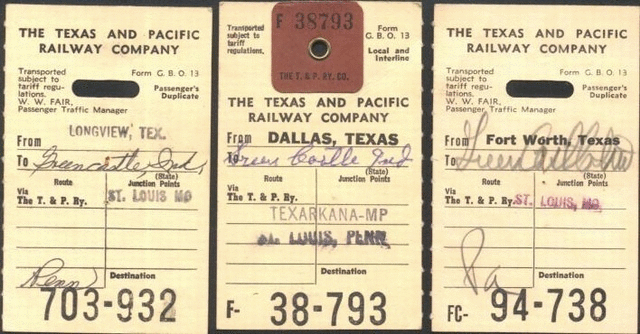 THE TEXAS AND PACIFIC
RAILWAY COMPANY
Transported
subject to
tariff regu-
lations.
W. W. FAIR,
Passenger Traffic Manager
Form G. B. O. 13
Passenger's
Duplicate
LONGVIEW, TEX.
From
To Greencastle, Ind.
(State)
Route
Junction Points
Via
The T. & P. Ry.
ST. LOUIS MO
Penn
Destination
703-932
Transported
subject to
tariff
regulations.
F 38793
THE T. & P. RY. CO.
Form
G. B. O. 13
Local and
Interline
THE TEXAS AND PACIFIC
RAILWAY COMPANY
From DALLAS, TEXAS
To Green Castle Ind
(State)
Route
Junction Points
Via
The T. & P. Ry.
TEXARKANA-MP
ST. LOUIS, PENN
Destination
F- 38-793
THE TEXAS AND PACIFIC
RAILWAY COMPANY
Transported
subject to
tariff regu-
lations.
W. W. FAIR,
Passenger Traffic Manager
Form G. B. O. 13
Passenger's
Duplicate
From Fort Worth, Texas
To
(State)
Route
Junction Points
Via
The T. & P. Ry.
ST. LOUIS, MO
Pa
Destination
FC- 94-738